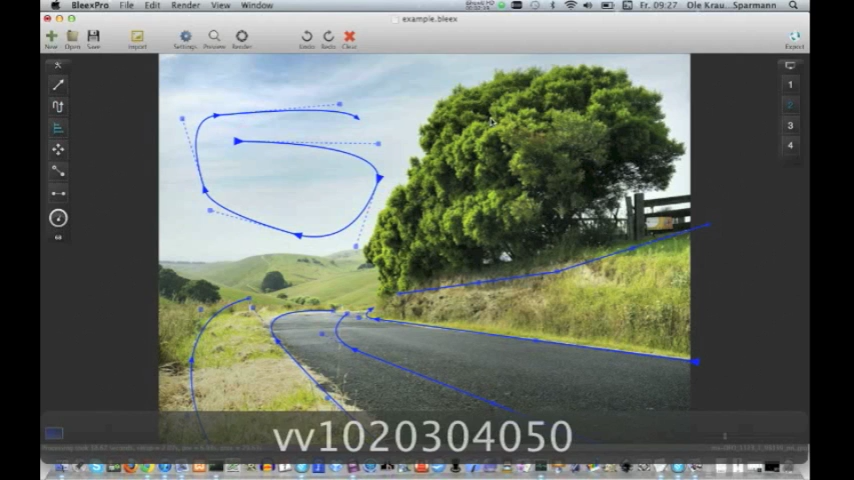 BleexPro File Edit Render View Window
Fr. 09:27 Ole Krau...Sparmann
example.bleex
New Open Save Import Settings Preview Render Undo Redo Clear Export
1
2
3
4
vv1020304050